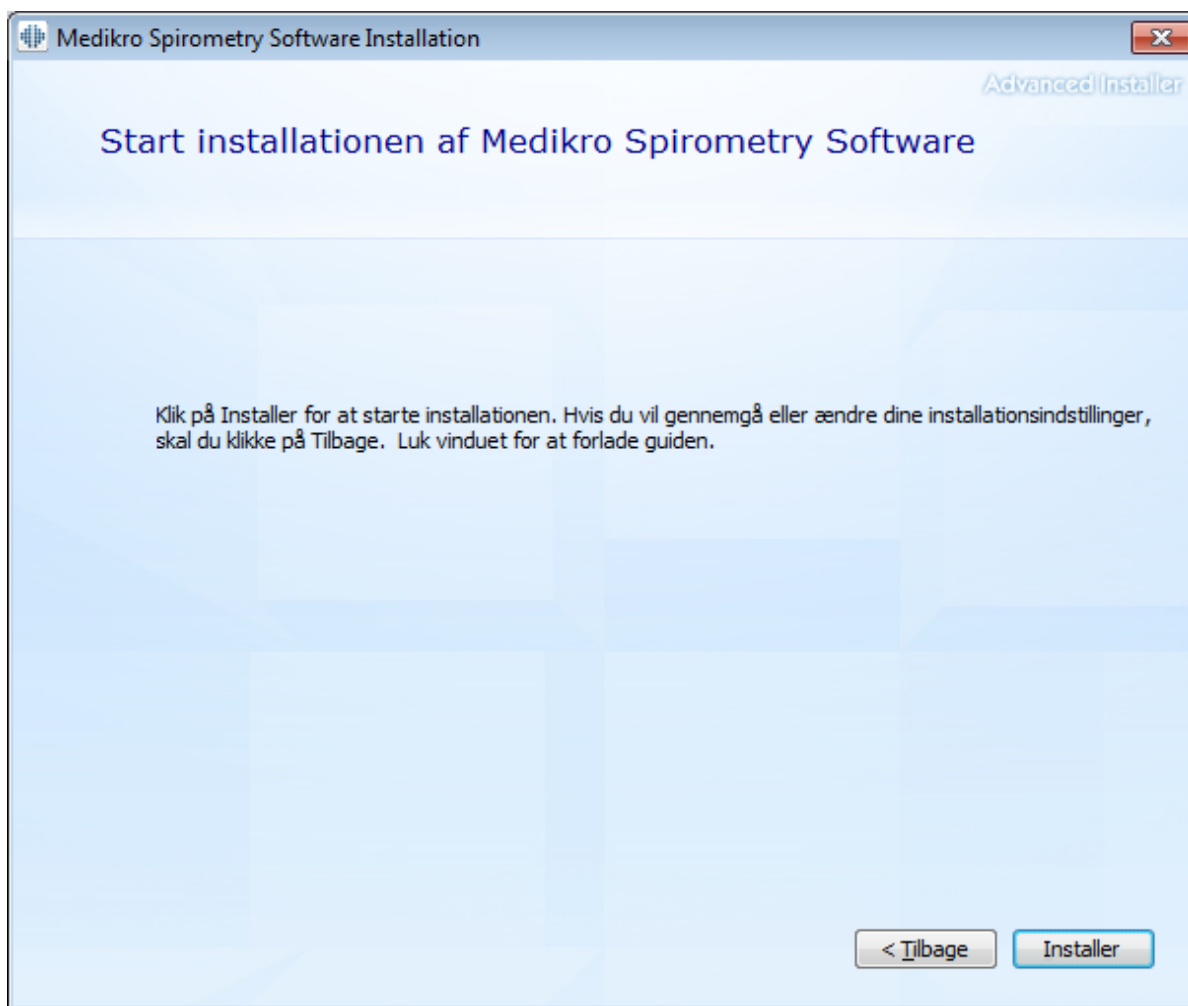 Medikro Spirometry Software Installation
Advanced Installer
Start installationen af Medikro Spirometry Software
Klik på Installer for at starte installationen. Hvis du vil gennemgå eller ændre dine installationsindstillinger,
skal du klikke på Tilbage.  Luk vinduet for at forlade guiden.
< Tilbage
Installer